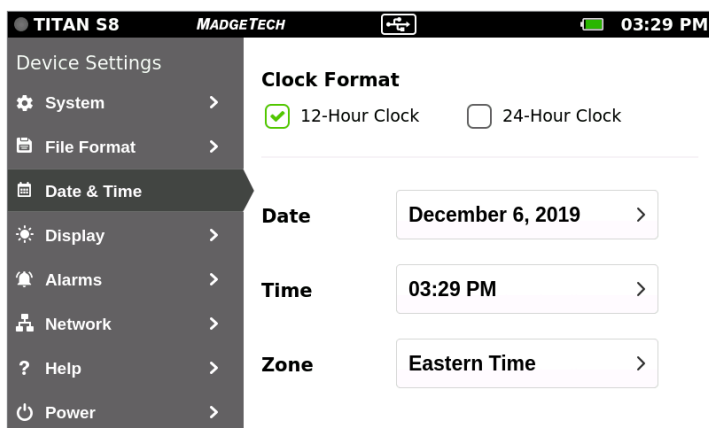 TITAN S8 MADGETECH 03:29 PM
Device Settings
System
File Format
Date & Time
Display
Alarms
Network
? Help
Power
Clock Format
12-Hour Clock 24-Hour Clock
Date December 6, 2019
Time 03:29 PM
Zone Eastern Time